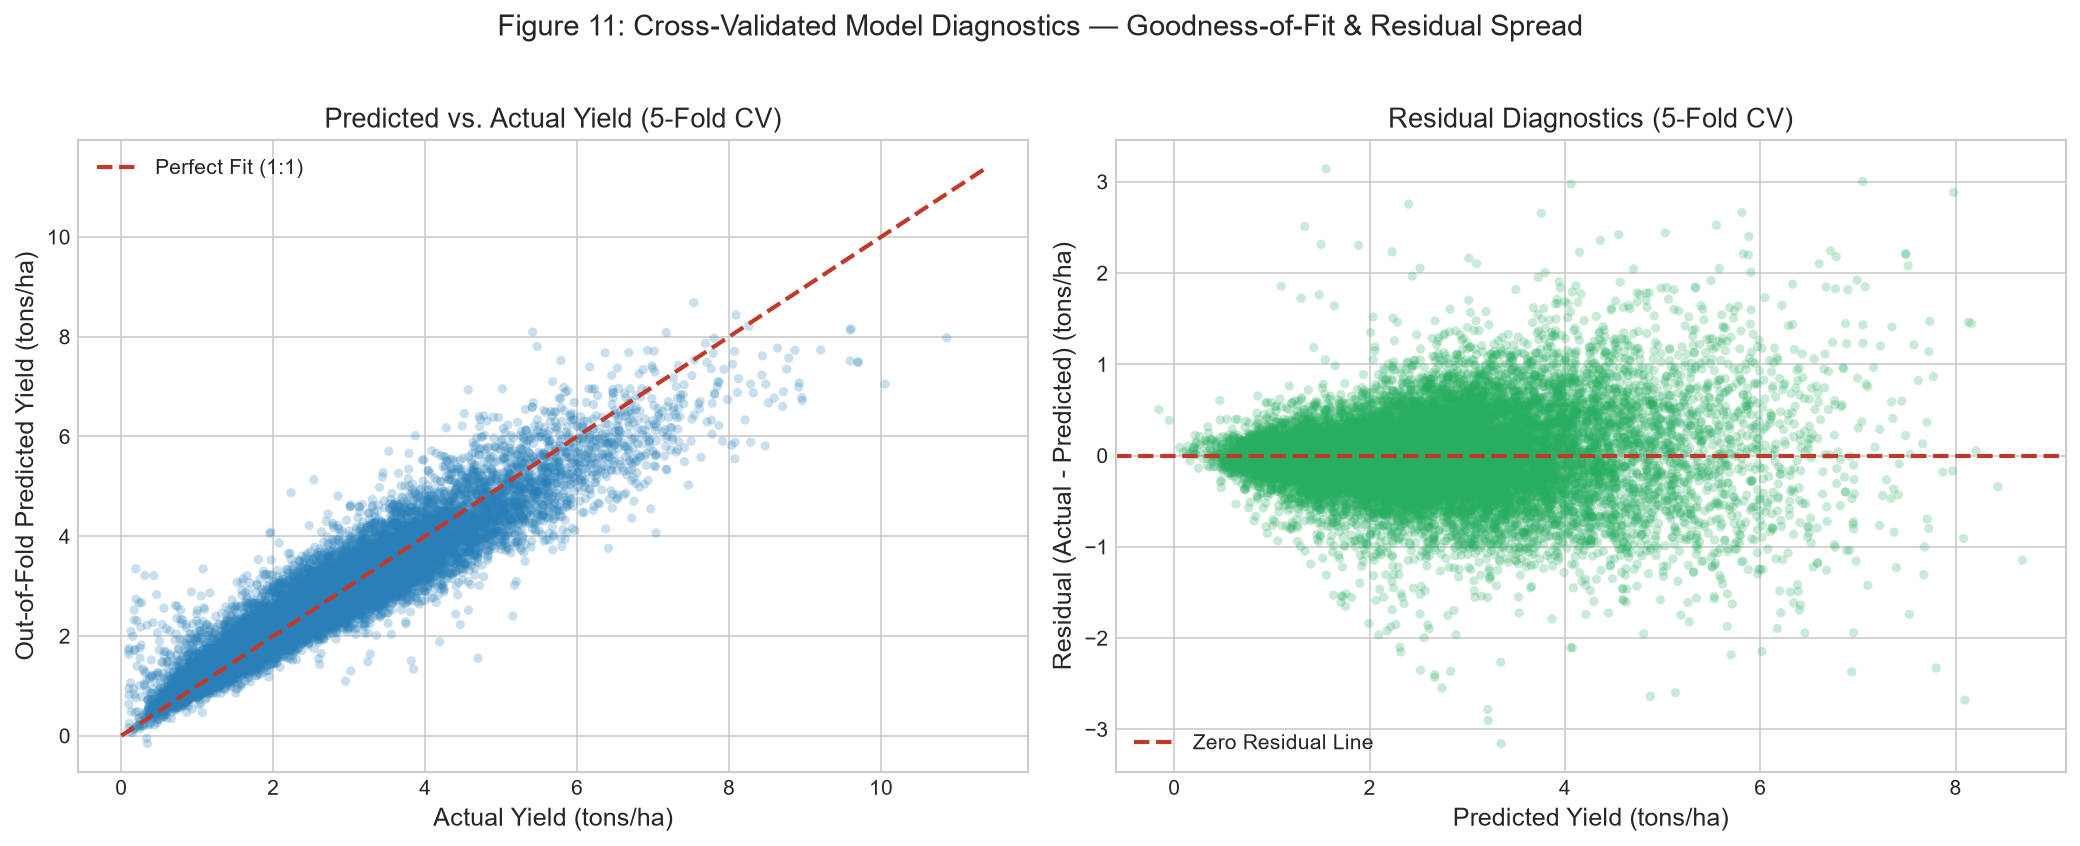 Figure 11: Cross-Validated Model Diagnostics — Goodness-of-Fit & Residual Spread
Predicted vs. Actual Yield (5-Fold CV)
Perfect Fit (1:1)
Out-of-Fold Predicted Yield (tons/ha)
10
8
6
4
2
0
0 2 4 6 8 10
Actual Yield (tons/ha)
Residual Diagnostics (5-Fold CV)
Residual (Actual - Predicted) (tons/ha)
3
2
1
0
−1
−2
−3
Zero Residual Line
0 2 4 6 8
Predicted Yield (tons/ha)